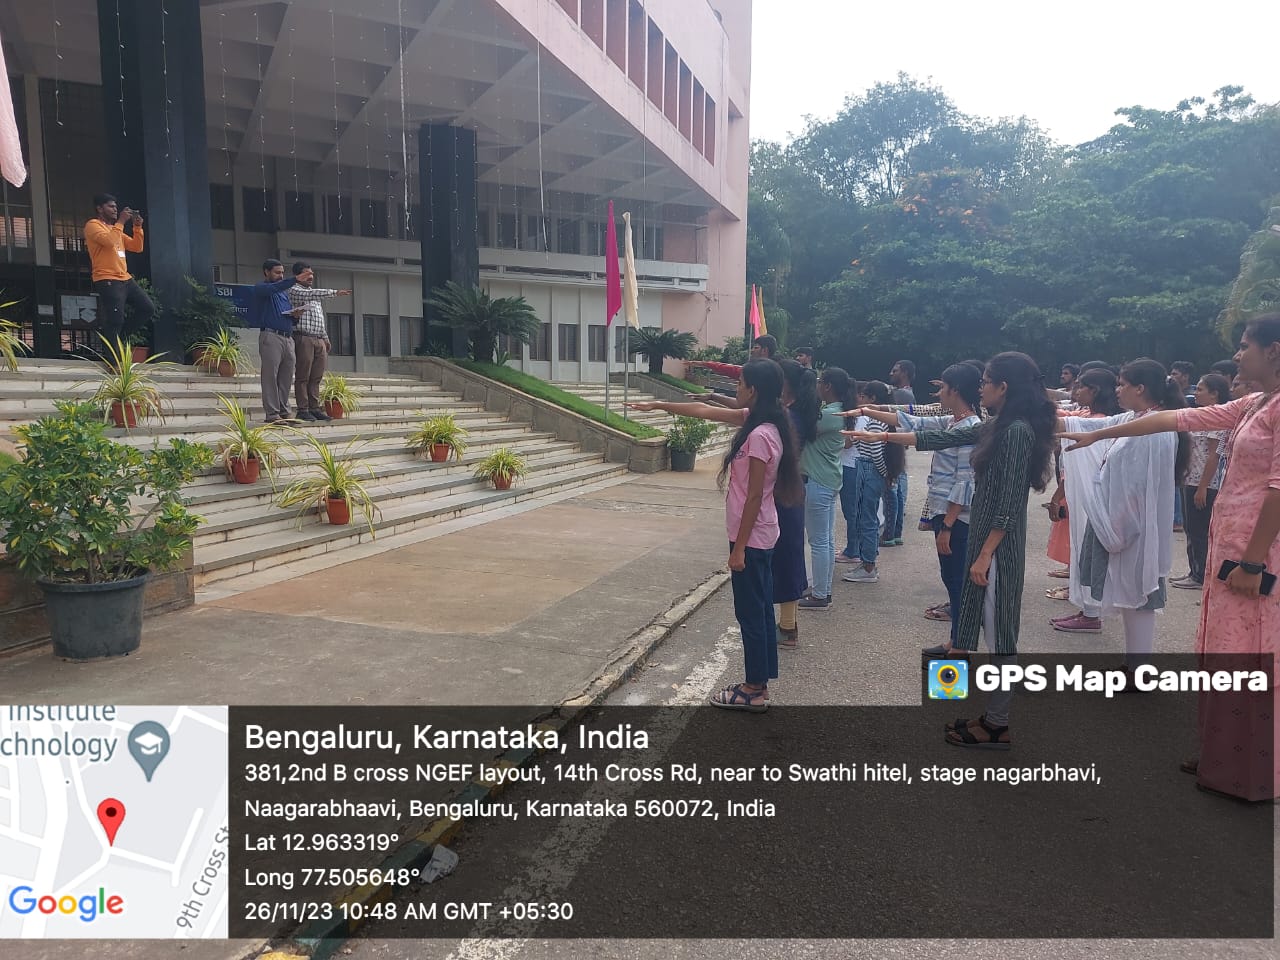 SBI
GPS Map Camera
Institute
chnology
9th Cross St
Google
Bengaluru, Karnataka, India
381,2nd B cross NGEF layout, 14th Cross Rd, near to Swathi hitel, stage nagarbhavi,
Naagarabhaavi, Bengaluru, Karnataka 560072, India
Lat 12.963319°
Long 77.505648°
26/11/23 10:48 AM GMT +05:30